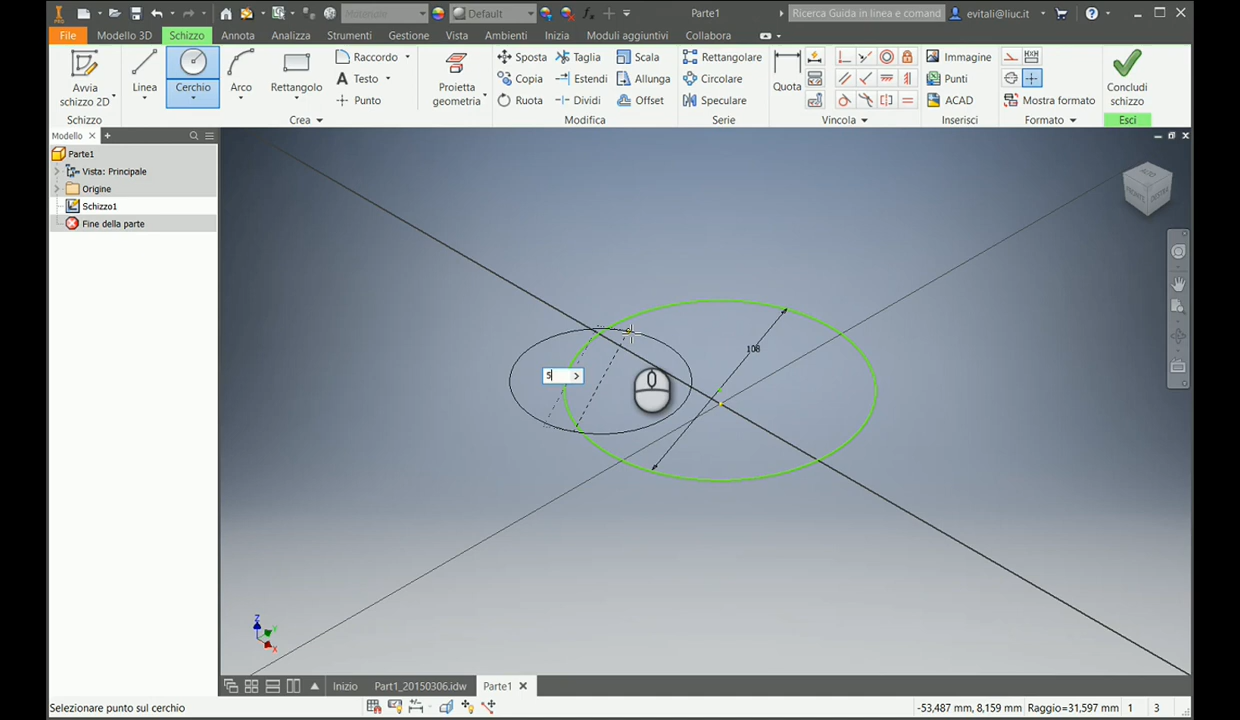 PRO
Materiale
Default
fx
Parte1
Ricerca Guida in linea e comand
evitali@liuc.it
File
Modello 3D
Schizzo
Annota
Analizza
Strumenti
Gestione
Vista
Ambienti
Inizia
Moduli aggiuntivi
Collabora
Avvia
schizzo 2D
Linea
Cerchio
Arco
Rettangolo
Raccordo
Testo
Punto
Proietta
geometria
Sposta
Copia
Ruota
Taglia
Estendi
Dividi
Scala
Allunga
Offset
Rettangolare
Circolare
Speculare
Quota
Immagine
Punti
ACAD
Mostra formato
Concludi
schizzo
Schizzo
Crea
Modifica
Serie
Vincola
Inserisci
Formato
Esci
Modello
Parte1
Vista: Principale
Origine
Schizzo1
Fine della parte
FRONTE
108
5
Z
Y
X
Inizio
Part1_20150306.idw
Parte1
Selezionare punto sul cerchio
-53,487 mm, 8,159 mm
Raggio=31,597 mm
1
3